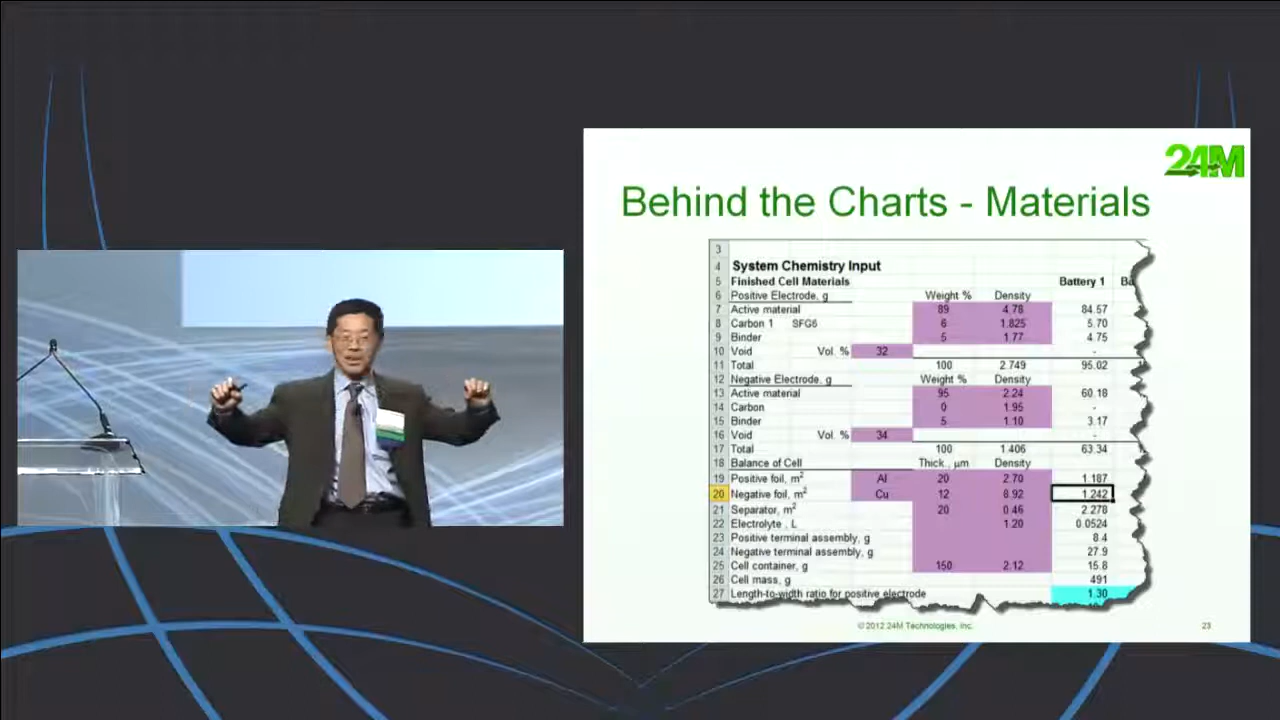 24M
Behind the Charts - Materials
3
4 System Chemistry Input
5 Finished Cell Materials Battery 1 Ba
6 Positive Electrode, g Weight % Density
7 Active material 89 4.78 84.57
8 Carbon 1 SFG6 6 1.825 5.70
9 Binder 5 1.77 4.75
10 Void Vol. % 32 -
11 Total 100 2.749 95.02
12 Negative Electrode, g Weight % Density
13 Active material 95 2.24 60.18
14 Carbon 0 1.95 -
15 Binder 5 1.10 3.17
16 Void Vol. % 34 -
17 Total 100 1.406 63.34
18 Balance of Cell Thick., µm Density
19 Positive foil, m² Al 20 2.70 1.187
20 Negative foil, m² Cu 12 8.92 1.242
21 Separator, m² 20 0.46 2.278
22 Electrolyte , L 1.20 0.0524
23 Positive terminal assembly, g 8.4
24 Negative terminal assembly, g 27.9
25 Cell container, g 150 2.12 15.8
26 Cell mass, g 491
27 Length-to-width ratio for positive electrode 1.30
© 2012 24M Technologies, Inc. 23